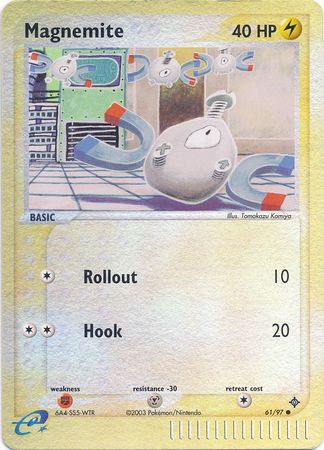 Magnemite 40 HP
BASIC
Illus. Tomokazu Komiya
Rollout 10
Hook 20
weakness resistance -30 retreat cost
6A4-S55-WTR ©2003 Pokémon/Nintendo 61/97 ●
e